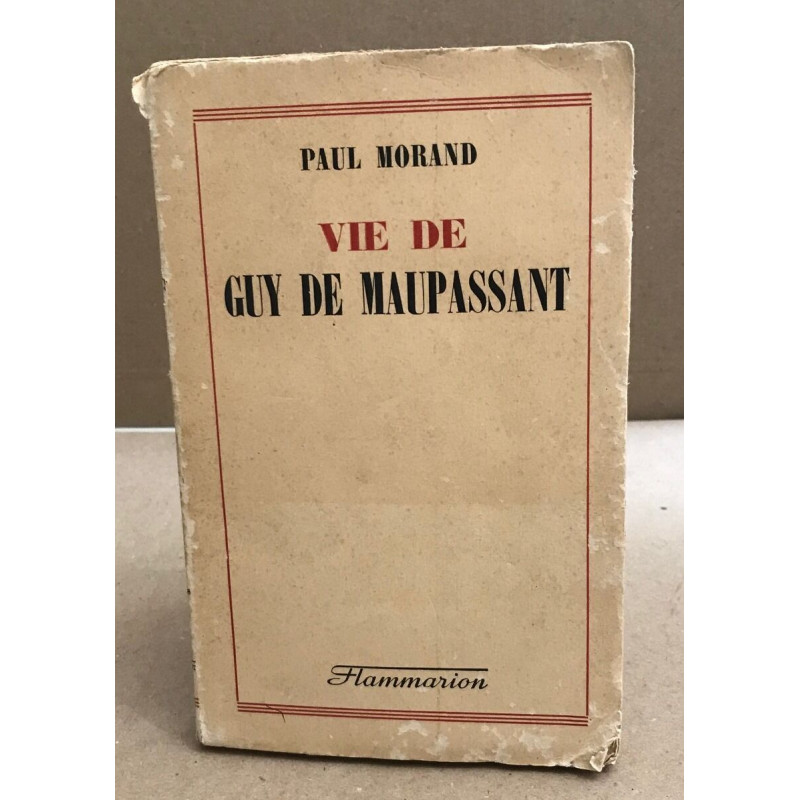 PAUL MORAND
VIE DE
GUY DE MAUPASSANT
Flammarion